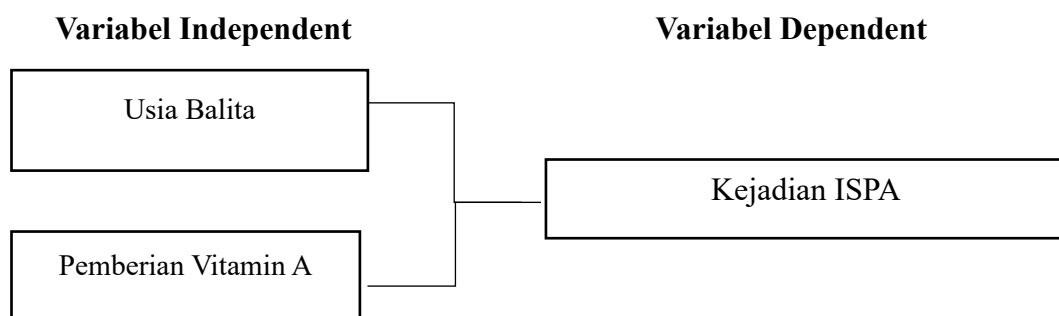 Variabel Independent
Variabel Dependent
Usia Balita
Kejadian ISPA
Pemberian Vitamin A